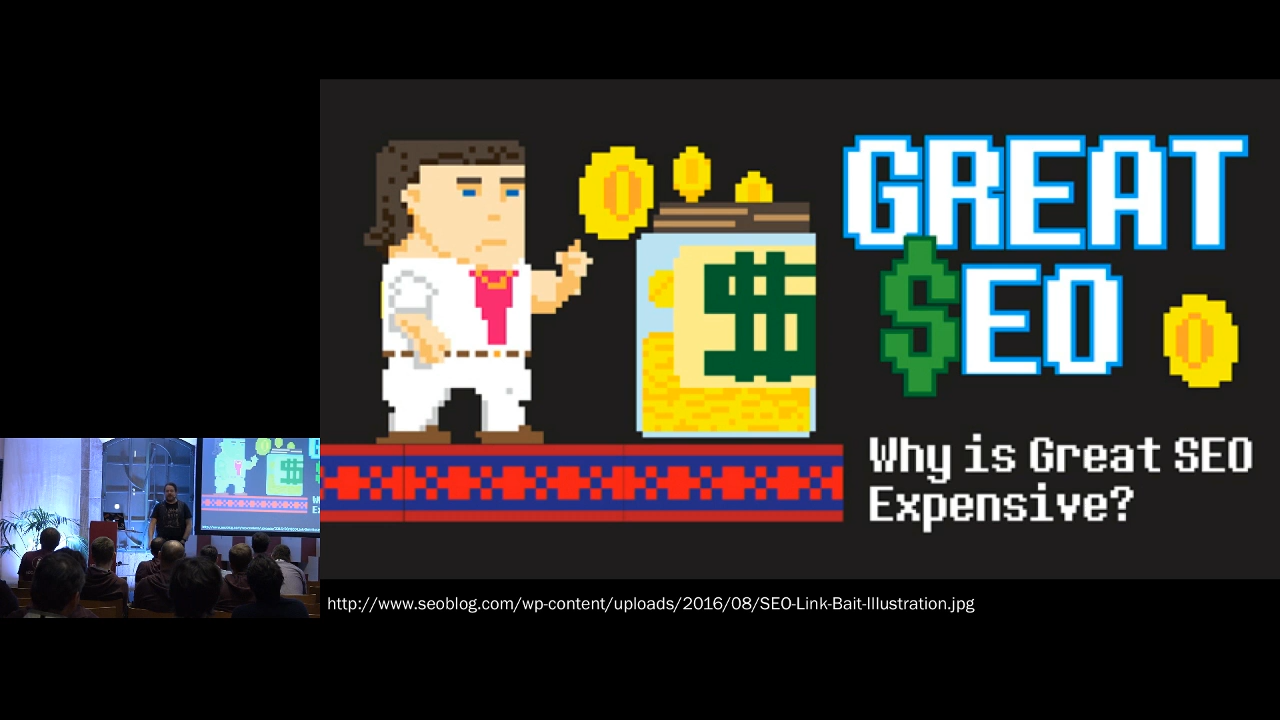 GREAT
$EO
Why is Great SEO
Expensive?
http://www.seoblog.com/wp-content/uploads/2016/08/SEO-Link-Bait-Illustration.jpg
$